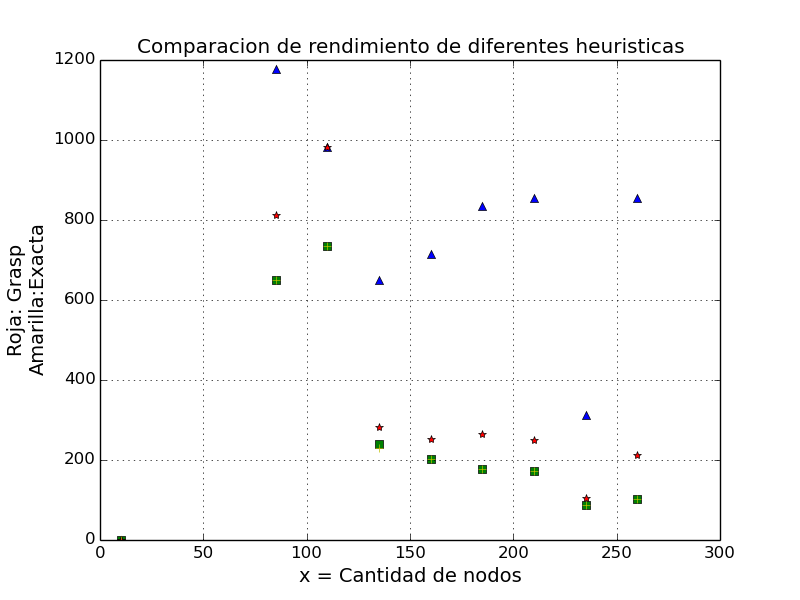 Comparacion de rendimiento de diferentes heuristicas
1200
1000
800
600
400
200
0
Roja: Grasp
Amarilla:Exacta
0 50 100 150 200 250 300
x = Cantidad de nodos